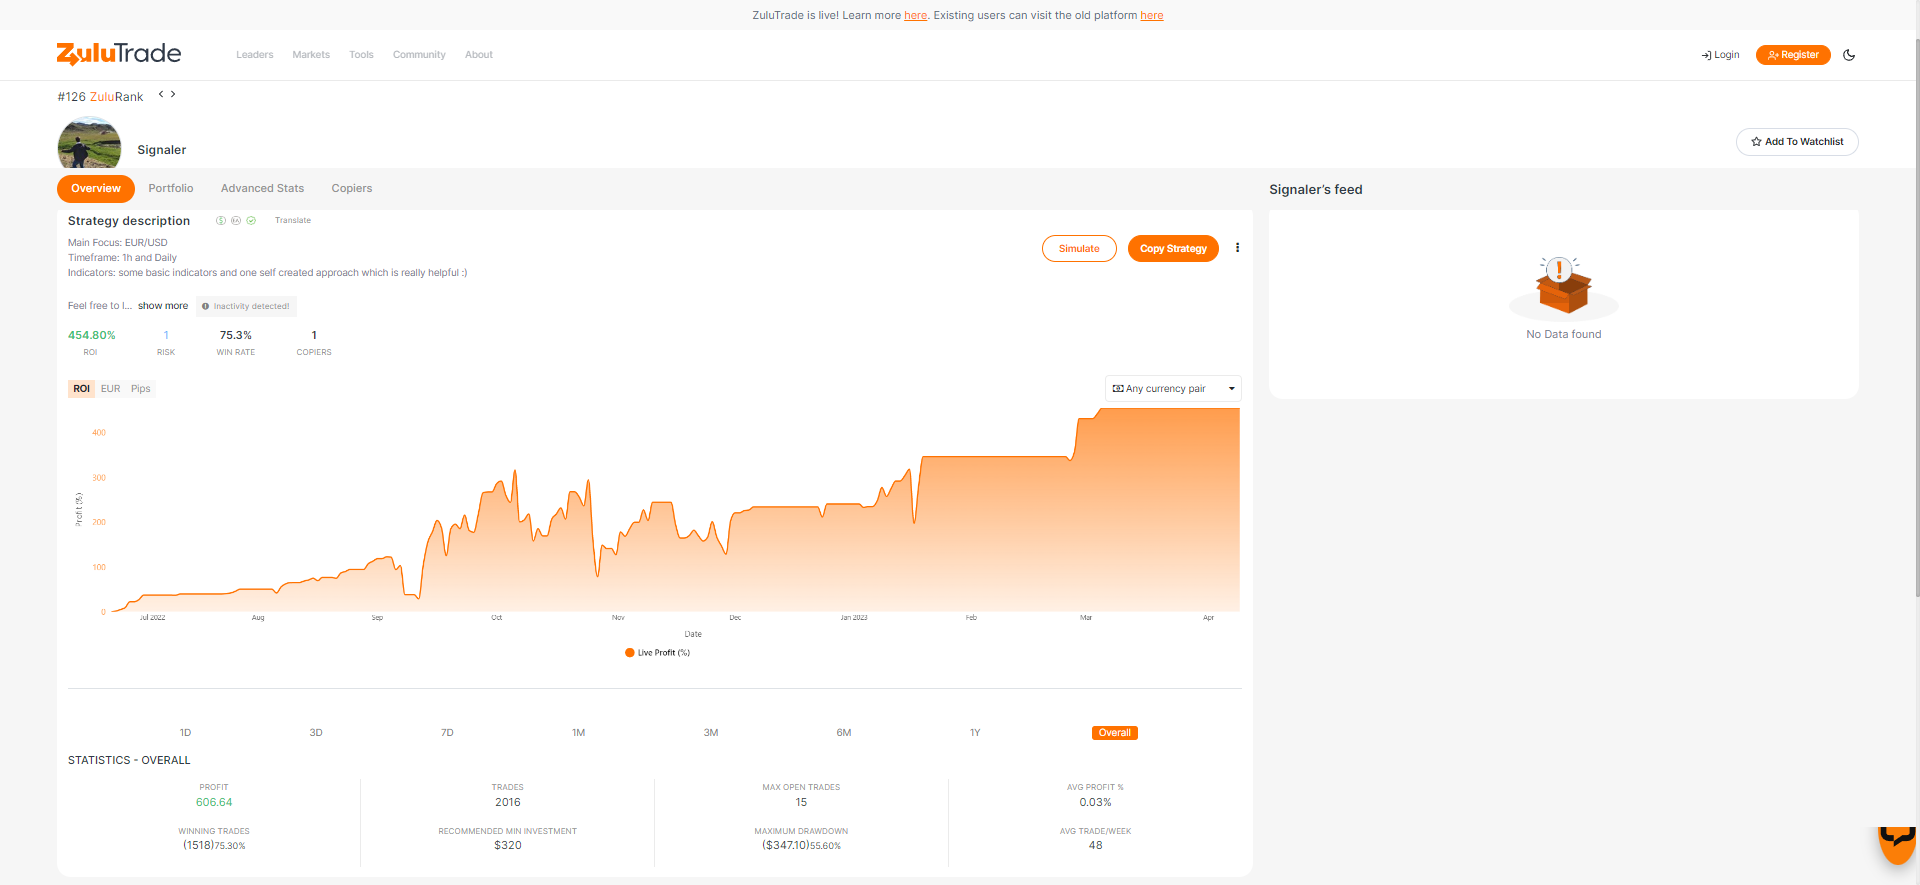 ZuluTrade is live! Learn more here. Existing users can visit the old platform here
ZuluTrade
Leaders Markets Tools Community About
Login Register
#126 ZuluRank
Signaler
Add To Watchlist
Overview Portfolio Advanced Stats Copiers
Signaler's feed
Strategy description Translate
Main Focus: EUR/USD
Timeframe: 1h and Daily
Indicators: some basic indicators and one self created approach which is really helpful :)
Simulate Copy Strategy
Feel free to l... show more Inactivity detected!
454.80% 1 75.3% 1
ROI RISK WIN RATE COPIERS
No Data found
ROI EUR Pips
Any currency pair
400
300
200
100
0
Profit (%)
Jul 2022 Aug Sep Oct Nov Dec Jan 2023 Feb Mar Apr
Date
Live Profit (%)
1D 3D 7D 1M 3M 6M 1Y Overall
STATISTICS - OVERALL
PROFIT TRADES MAX OPEN TRADES AVG PROFIT %
606.64 2016 15 0.03%
WINNING TRADES RECOMMENDED MIN INVESTMENT MAXIMUM DRAWDOWN AVG TRADE/WEEK
(1518)75.30% $320 ($347.10)55.60% 48